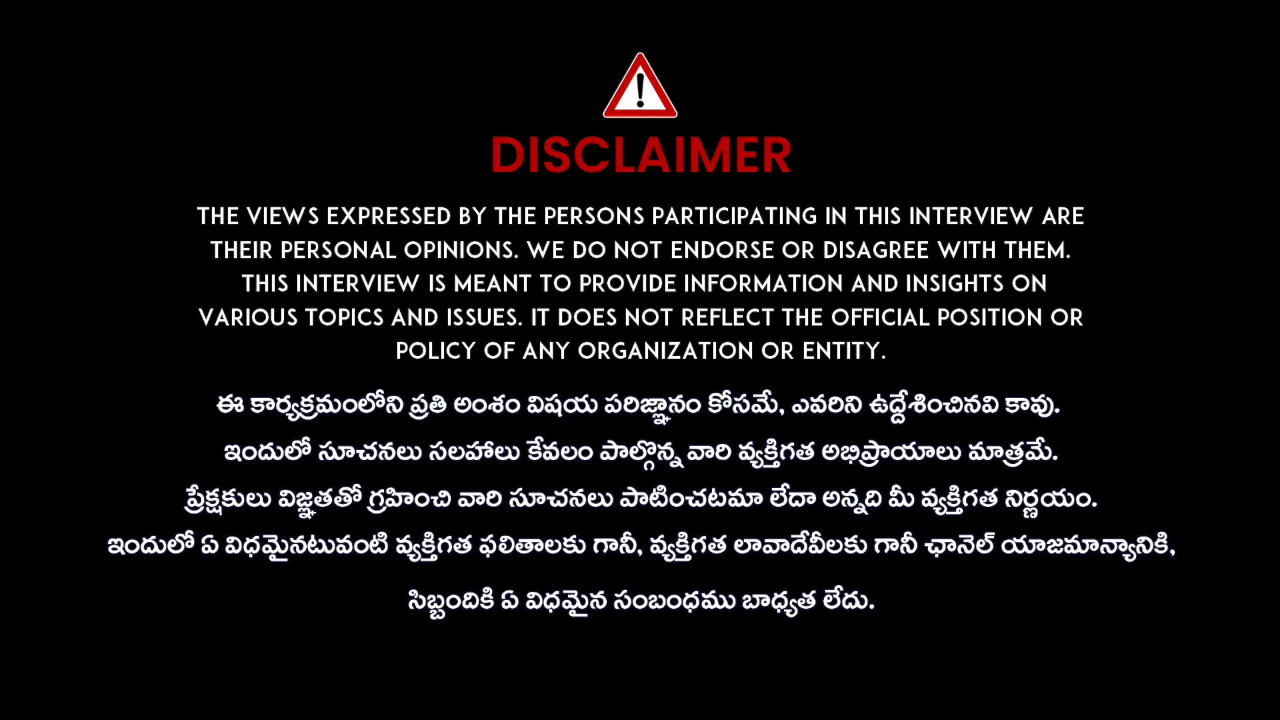 DISCLAIMER
THE VIEWS EXPRESSED BY THE PERSONS PARTICIPATING IN THIS INTERVIEW ARE
THEIR PERSONAL OPINIONS. WE DO NOT ENDORSE OR DISAGREE WITH THEM.
THIS INTERVIEW IS MEANT TO PROVIDE INFORMATION AND INSIGHTS ON
VARIOUS TOPICS AND ISSUES. IT DOES NOT REFLECT THE OFFICIAL POSITION OR
POLICY OF ANY ORGANIZATION OR ENTITY.
ఈ కార్యక్రమంలోని ప్రతి అంశం విషయ పరిజ్ఞానం కోసమే, ఎవరిని ఉద్దేశించినవి కావు.
ఇందులో సూచనలు సలహాలు కేవలం పాల్గొన్న వారి వ్యక్తిగత అభిప్రాయాలు మాత్రమే.
ప్రేక్షకులు విజ్ఞతతో గ్రహించి వారి సూచనలు పాటించటమా లేదా అన్నది మీ వ్యక్తిగత నిర్ణయం.
ఇందులో ఏ విధమైనటువంటి వ్యక్తిగత ఫలితాలకు గానీ, వ్యక్తిగత లావాదేవీలకు గానీ ఛానెల్ యాజమాన్యానికి,
సిబ్బందికి ఏ విధమైన సంబంధము బాధ్యత లేదు.